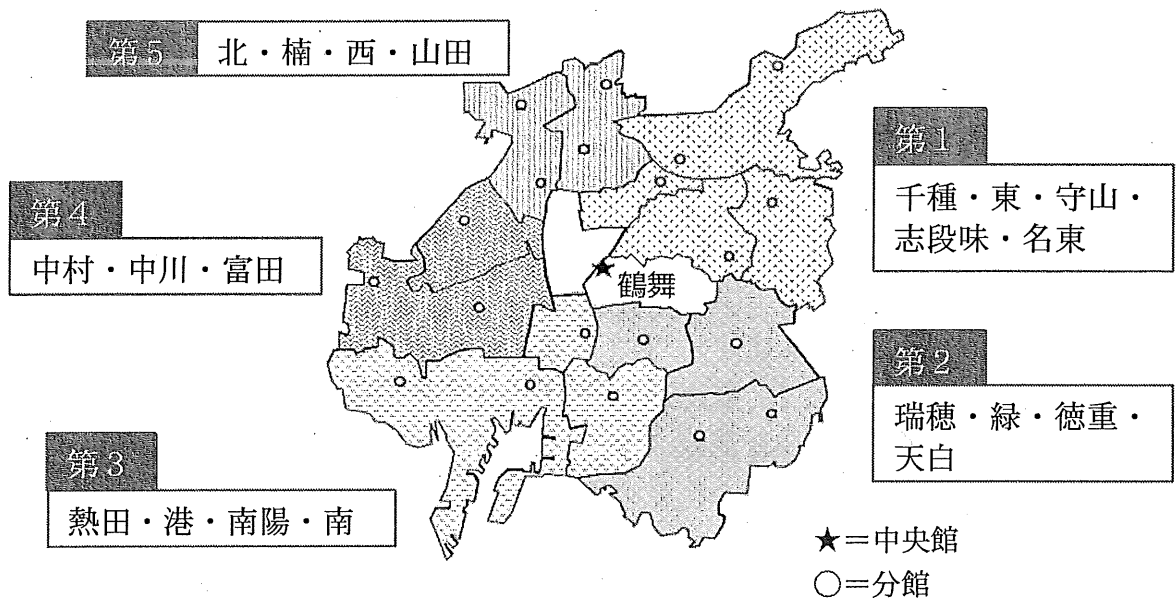 第5
北・楠・西・山田
第1
千種・東・守山・
志段味・名東
第4
中村・中川・富田
★
鶴舞
第2
瑞穂・緑・徳重・
天白
第3
熱田・港・南陽・南
★＝中央館
○＝分館